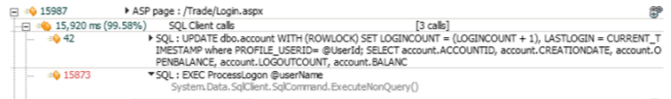 15987 ASP page : /Trade/Login.aspx
15,920 ms (99.58%) SQL Client calls [3 calls]
42 SQL : UPDATE dbo.account WITH (ROWLOCK) SET LOGINCOUNT = (LOGINCOUNT + 1), LASTLOGIN = CURRENT_T
IMESTAMP where PROFILE_USERID= @UserId; SELECT account.ACCOUNTID, account.CREATIONDATE, account.O
PENBALANCE, account.LOGOUTCOUNT, account.BALANC
15873 SQL : EXEC ProcessLogon @userName
System.Data.SqlClient.SqlCommand.ExecuteNonQuery()